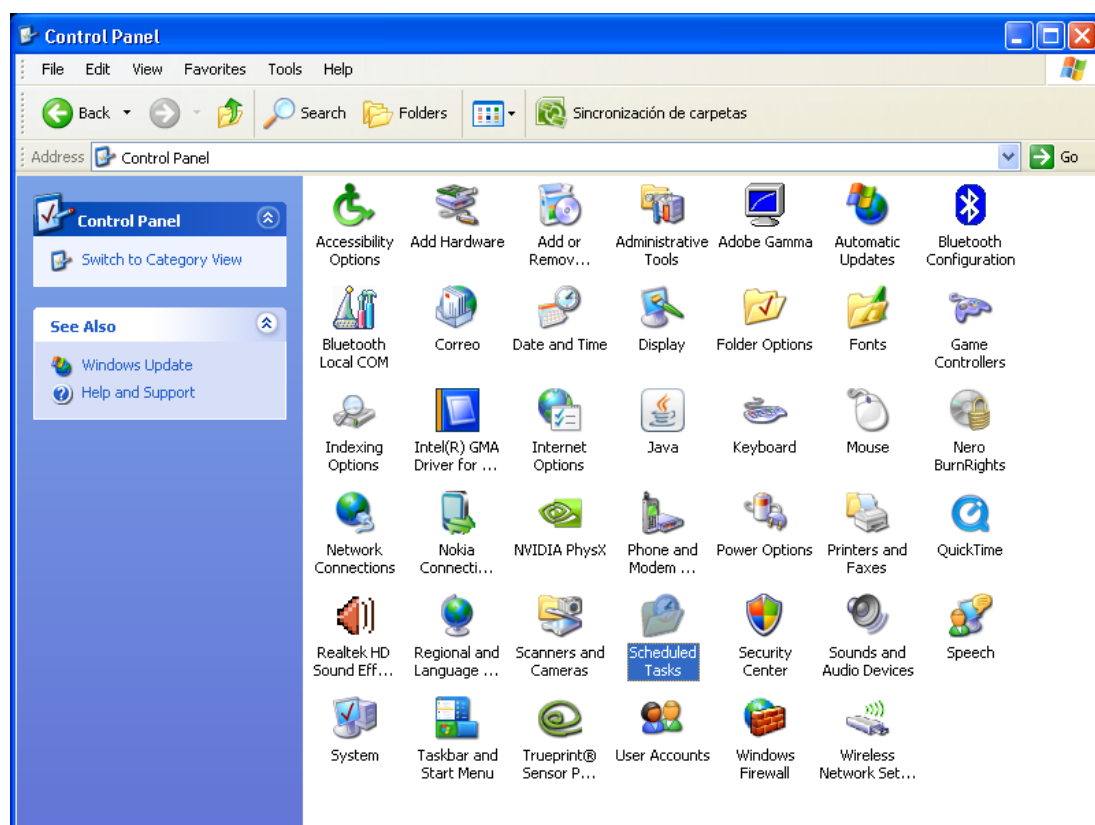 Control Panel
File Edit View Favorites Tools Help
Back Search Folders Sincronización de carpetas
Address Control Panel Go
Control Panel
Switch to Category View
See Also
Windows Update
Help and Support
Accessibility Options
Add Hardware
Add or Remov...
Administrative Tools
Adobe Gamma
Automatic Updates
Bluetooth Configuration
Bluetooth Local COM
Correo
Date and Time
Display
Folder Options
Fonts
Game Controllers
Indexing Options
Intel(R) GMA Driver for ...
Internet Options
Java
Keyboard
Mouse
Nero BurnRights
Network Connections
Nokia Connecti...
NVIDIA PhysX
Phone and Modem ...
Power Options
Printers and Faxes
QuickTime
Realtek HD Sound Eff...
Regional and Language ...
Scanners and Cameras
Scheduled Tasks
Security Center
Sounds and Audio Devices
Speech
System
Taskbar and Start Menu
Trueprint® Sensor P...
User Accounts
Windows Firewall
Wireless Network Set...